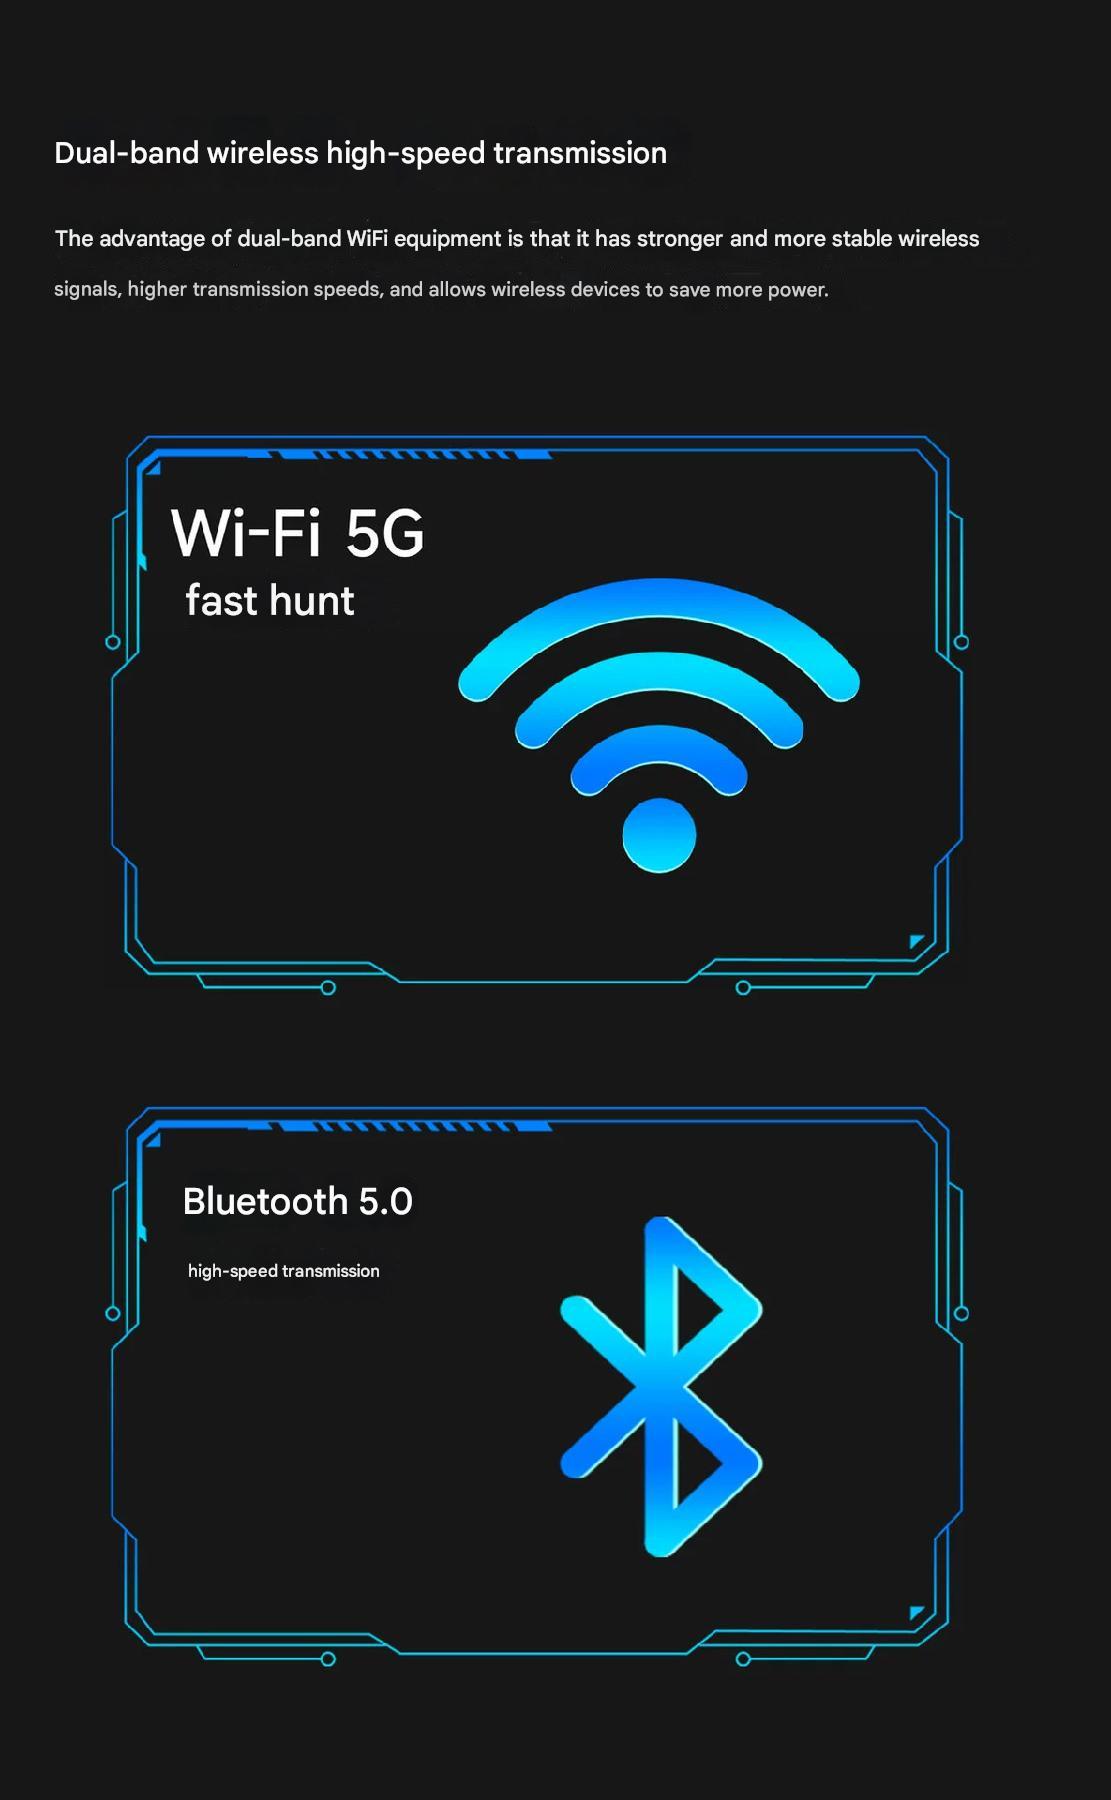 Dual-band wireless high-speed transmission
The advantage of dual-band WiFi equipment is that it has stronger and more stable wireless
signals, higher transmission speeds, and allows wireless devices to save more power.
Wi-Fi 5G
fast hunt
Bluetooth 5.0
high-speed transmission